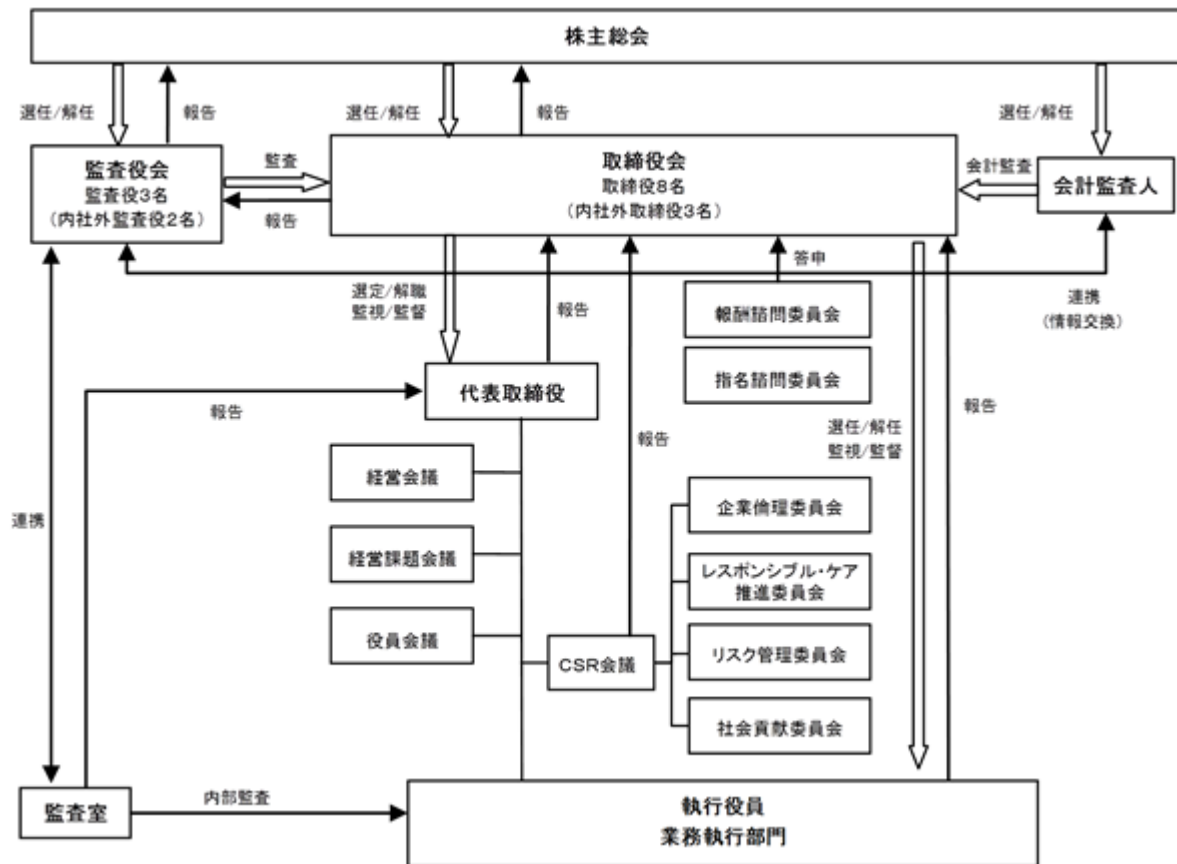 株主総会
選任/解任
報告
選任/解任
報告
選任/解任
監査役会
監査役3名
(内社外監査役2名)
監査
報告
取締役会
取締役8名
(内社外取締役3名)
会計監査
会計監査人
選定/解職
監視/監督
報告
答申
連携
(情報交換)
報酬諮問委員会
指名諮問委員会
代表取締役
報告
報告
選任/解任
監視/監督
報告
経営会議
経営課題会議
役員会議
CSR会議
企業倫理委員会
レスポンシブル・ケア
推進委員会
リスク管理委員会
社会貢献委員会
連携
監査室
内部監査
執行役員
業務執行部門